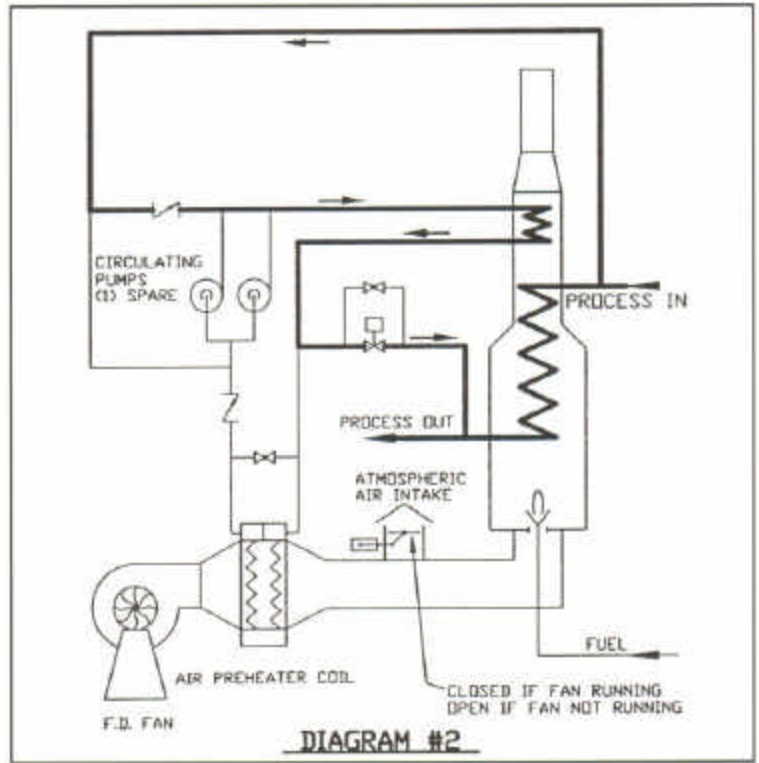 CIRCULATING
PUMPS
(1) SPARE
PROCESS IN
PROCESS OUT
ATMOSPHERIC
AIR INTAKE
FUEL
AIR PREHEATER COIL
CLOSED IF FAN RUNNING
OPEN IF FAN NOT RUNNING
F.D. FAN
DIAGRAM #2